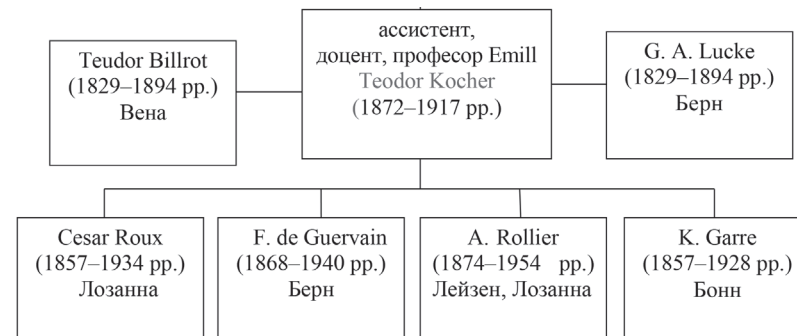 ассистент,
доцент, професор Emill
Teodor Kocher
(1872–1917 рр.)
Teudor Billrot
(1829–1894 рр.)
Вена
G. A. Lucke
(1829–1894 рр.)
Берн
Cesar Roux
(1857–1934 рр.)
Лозанна
F. de Guervain
(1868–1940 рр.)
Берн
A. Rollier
(1874–1954 рр.)
Лейзен, Лозанна
K. Garre
(1857–1928 рр.)
Бонн